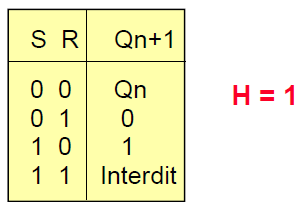 S R Qn+1
0 0 Qn
0 1 0
1 0 1
1 1 Interdit
H = 1